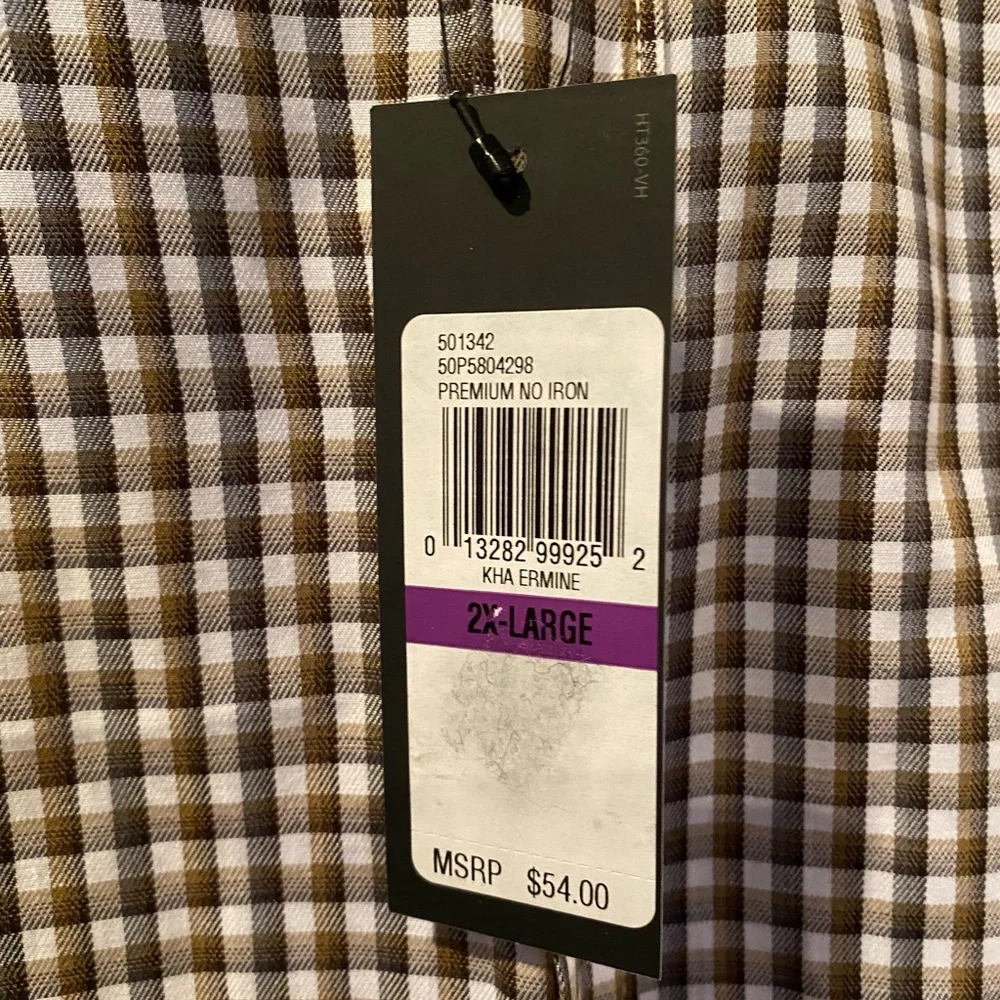 HT360-VH
501342
50P5804298
PREMIUM NO IRON
0 13282 99925 2
KHA ERMINE
2X-LARGE
MSRP $54.00